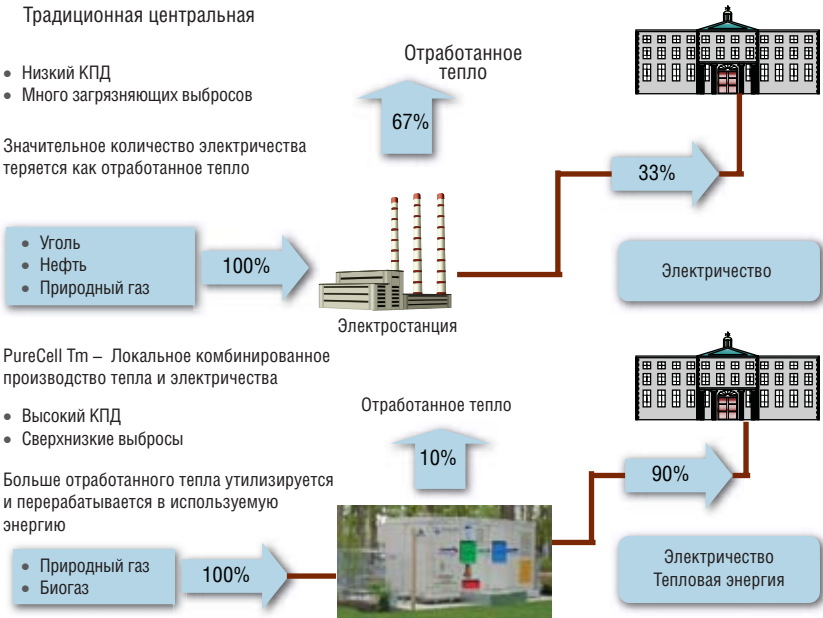 Традиционная центральная
• Низкий КПД
• Много загрязняющих выбросов
Значительное количество электричества
теряется как отработанное тепло
Отработанное
тепло
67%
33%
• Уголь
• Нефть
• Природный газ
100%
Электростанция
Электричество
PureCell Tm – Локальное комбинированное
производство тепла и электричества
• Высокий КПД
• Сверхнизкие выбросы
Больше отработанного тепла утилизируется
и перерабатывается в используемую
энергию
Отработанное тепло
10%
90%
• Природный газ
• Биогаз
100%
Электричество
Тепловая энергия